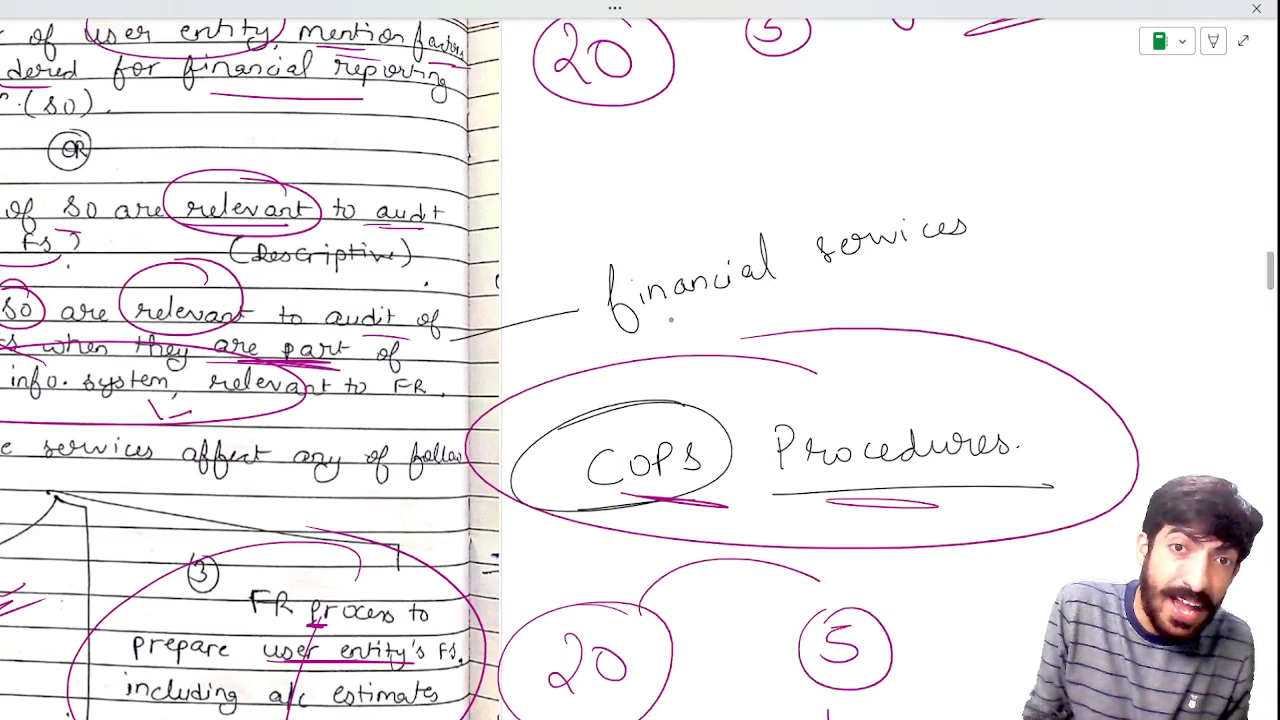 of user entity, mention factors
dered for financial reporting
n. (SO).
OR
of SO are relevant to audit
FS?
(Descriptive)
SO are relevant to audit of
s when they are part of
info. system, relevant to FR.
e services affect any of follow
3
FR process to
prepare user entity's FS,
including a/c estimates
20 5
financial services
COPS Procedures.
20 5